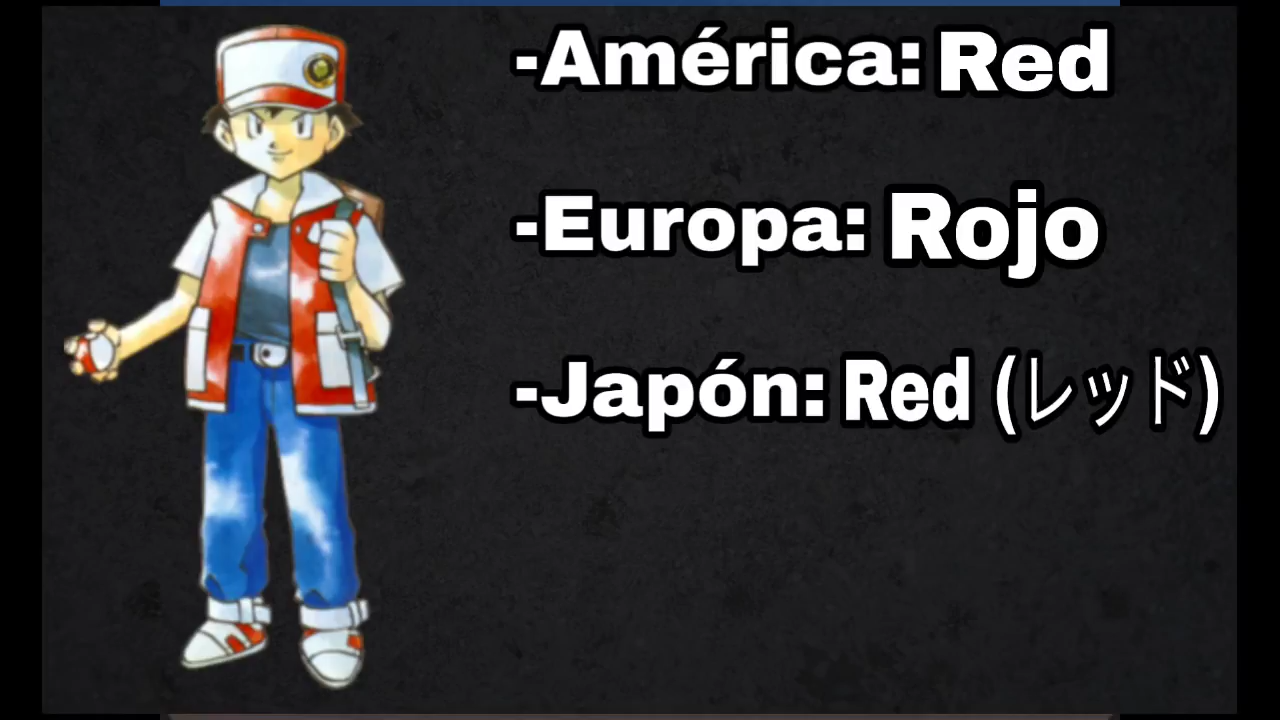 -América: Red
-Europa: Rojo
-Japón: Red (レッド)